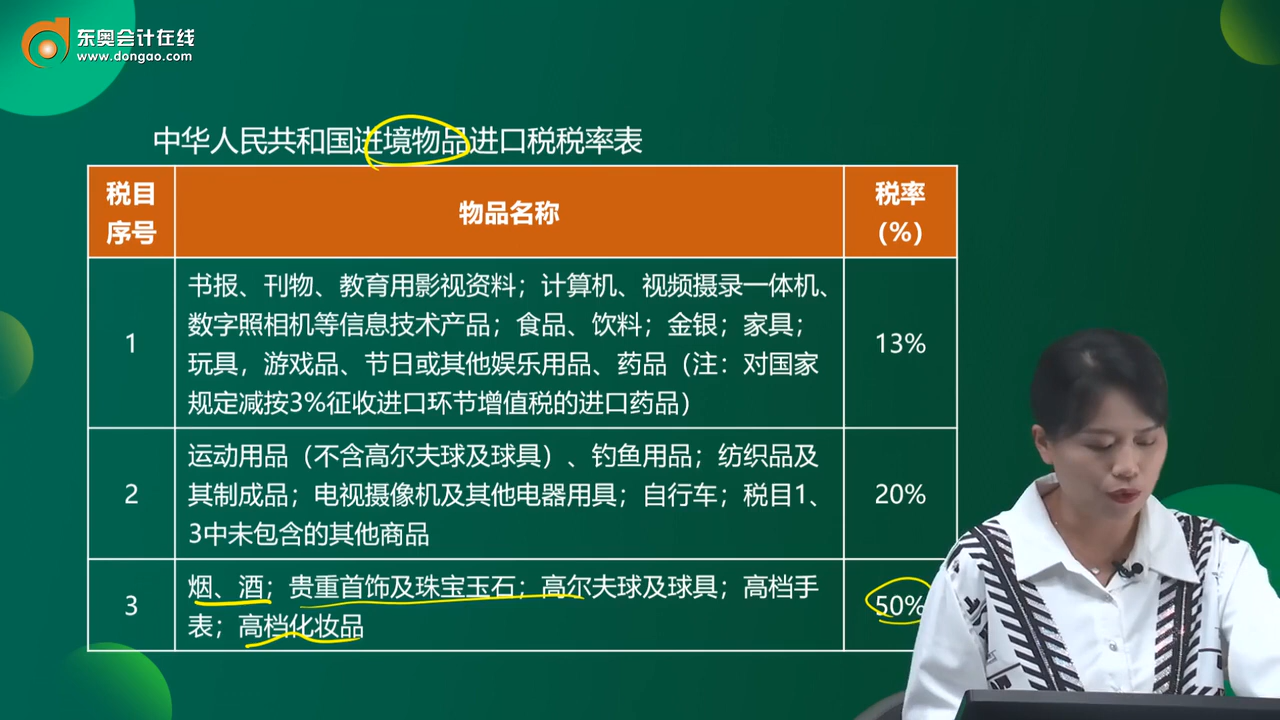 东奥会计在线
www.dongao.com
中华人民共和国进境物品进口税税率表
税目
序号
物品名称
税率
(%)
1
书报、刊物、教育用影视资料；计算机、视频摄录一体机、
数字照相机等信息技术产品；食品、饮料；金银；家具；
玩具，游戏品、节日或其他娱乐用品、药品（注：对国家
规定减按3%征收进口环节增值税的进口药品）
13%
2
运动用品（不含高尔夫球及球具）、钓鱼用品；纺织品及
其制成品；电视摄像机及其他电器用具；自行车；税目1、
3中未包含的其他商品
20%
3
烟、酒；贵重首饰及珠宝玉石；高尔夫球及球具；高档手
表；高档化妆品
50%